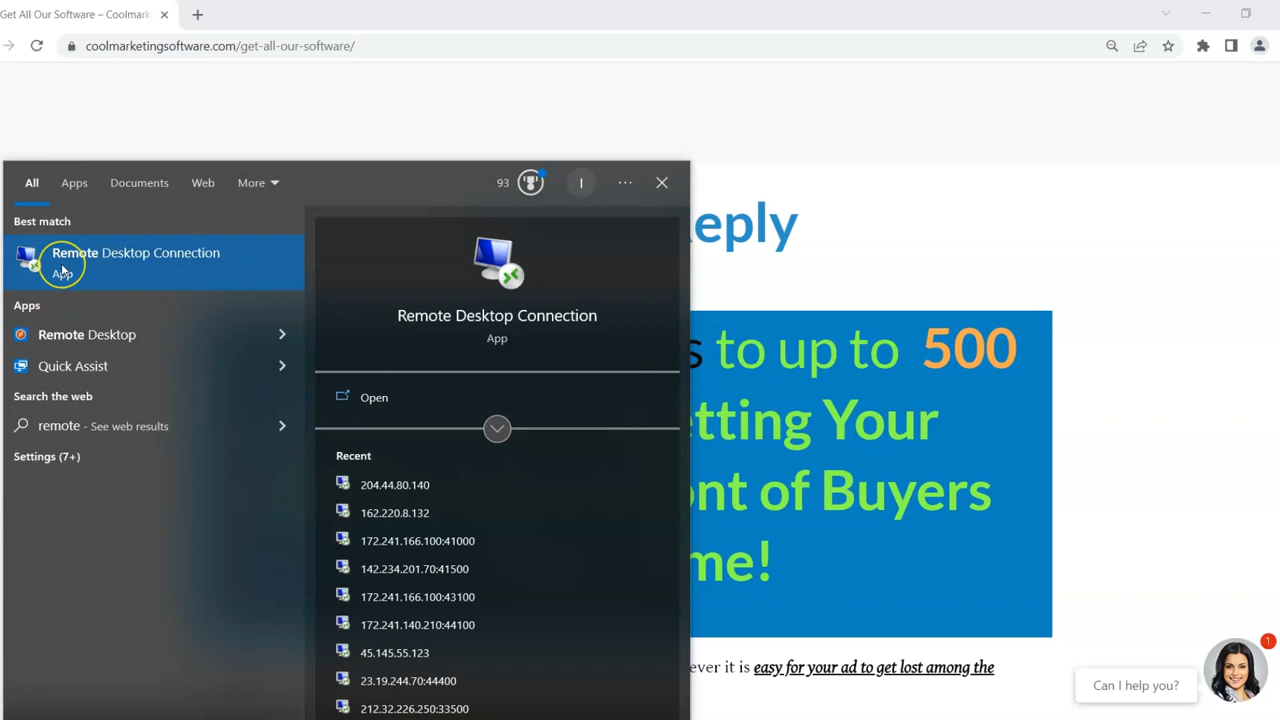 Get All Our Software – Coolmark
coolmarketingsoftware.com/get-all-our-software/
All Apps Documents Web More 93 I
Best match
Remote Desktop Connection
App
Apps
Remote Desktop
Quick Assist
Search the web
remote - See web results
Settings (7+)
Remote Desktop Connection
App
Open
Recent
204.44.80.140
162.220.8.132
172.241.166.100:41000
142.234.201.70:41500
172.241.166.100:43100
172.241.140.210:44100
45.145.55.123
23.19.244.70:44400
212.32.226.250:33500
eply
s to up to 500
tting Your
ont of Buyers
me!
ever it is easy for your ad to get lost among the
Can I help you?
1